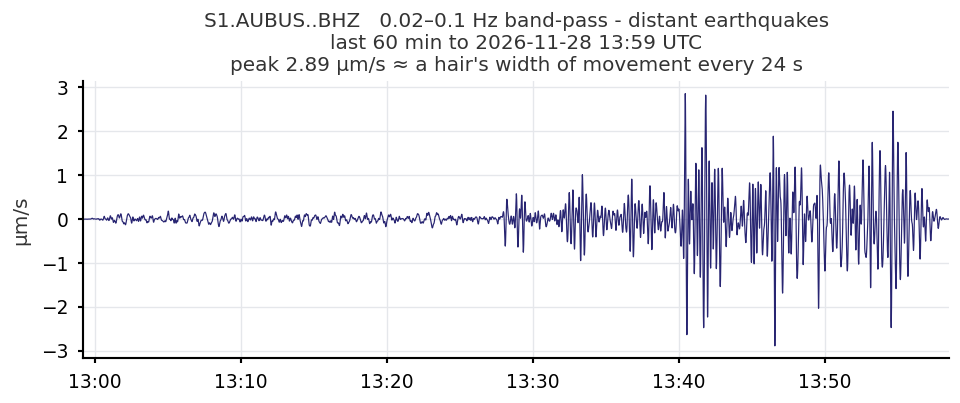 S1.AUBUS..BHZ   0.02–0.1 Hz band-pass - distant earthquakes
last 60 min to 2026-11-28 13:59 UTC
peak 2.89 µm/s ≈ a hair's width of movement every 24 s
µm/s
3
2
1
0
−1
−2
−3
13:00 13:10 13:20 13:30 13:40 13:50